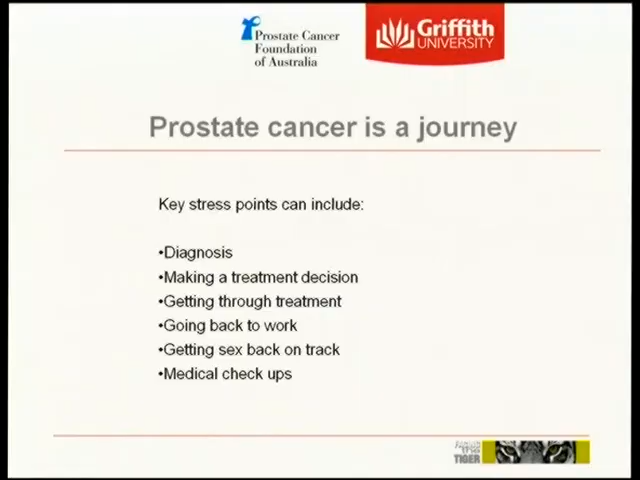 Prostate Cancer
Foundation
of Australia
Griffith
UNIVERSITY
Prostate cancer is a journey
Key stress points can include:
•Diagnosis
•Making a treatment decision
•Getting through treatment
•Going back to work
•Getting sex back on track
•Medical check ups
TIGER